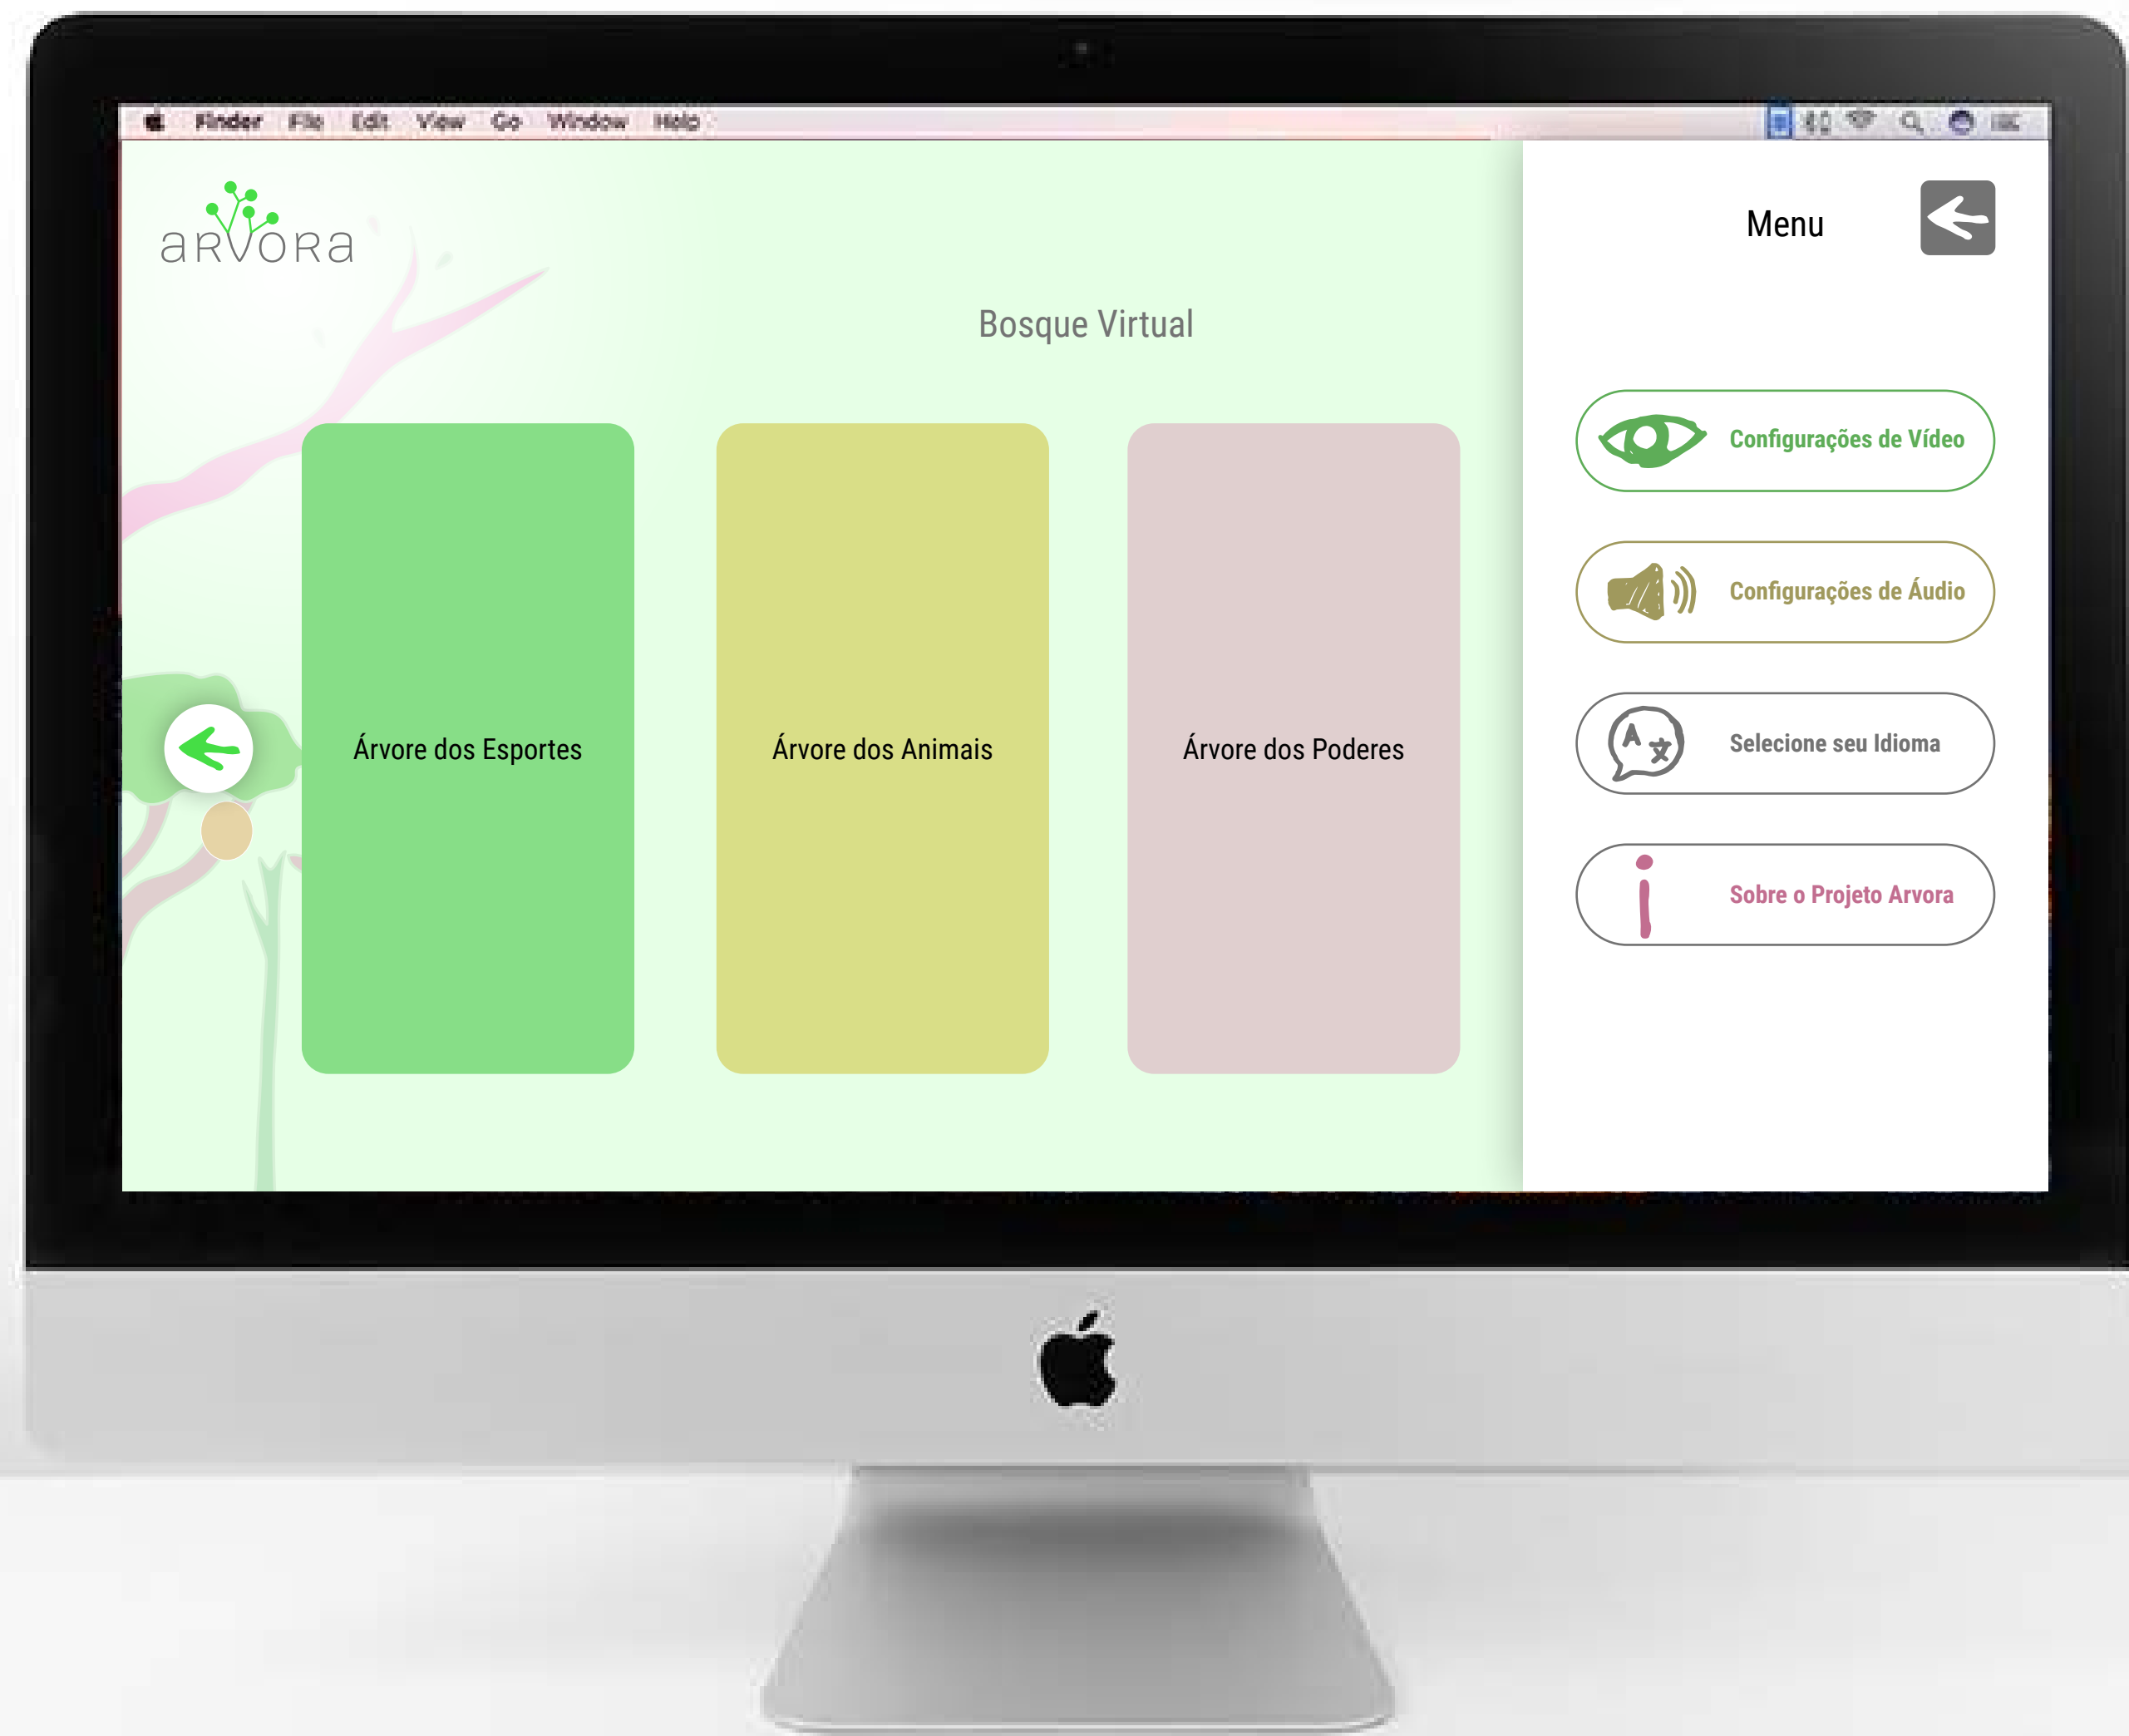 Finder File Edit View Go Window Help
arvora
Menu
Bosque Virtual
Configurações de Vídeo
Configurações de Áudio
Selecione seu Idioma
Sobre o Projeto Arvora
Árvore dos Esportes
Árvore dos Animais
Árvore dos Poderes